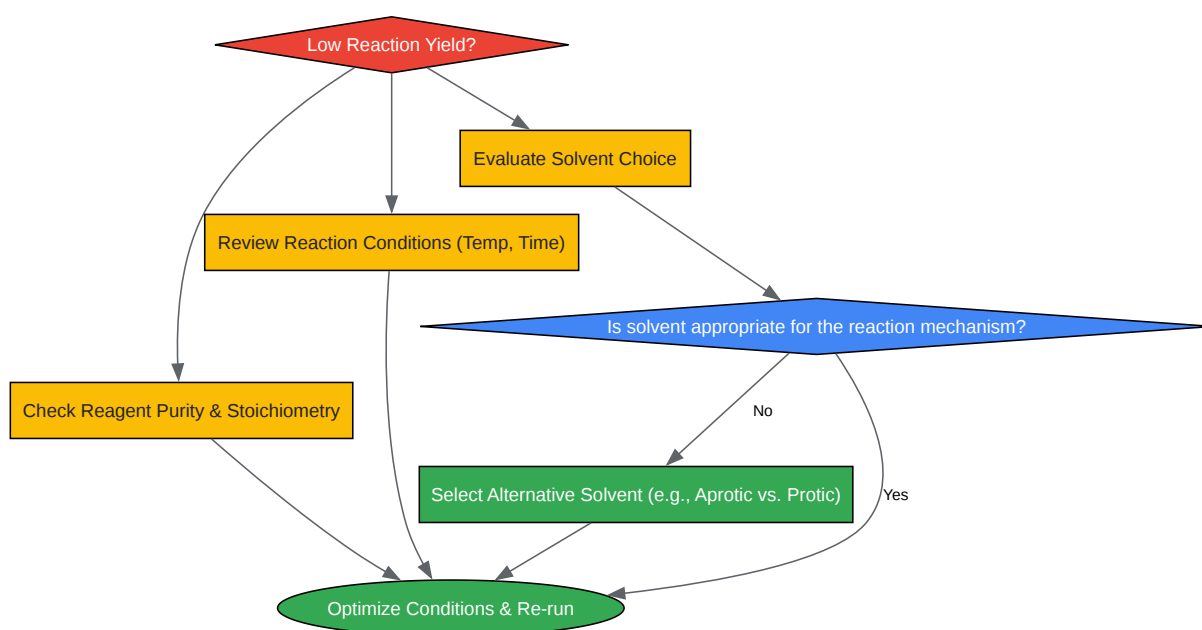 Low Reaction Yield?
Evaluate Solvent Choice
Review Reaction Conditions (Temp, Time)
Is solvent appropriate for the reaction mechanism?
Check Reagent Purity & Stoichiometry
No
Select Alternative Solvent (e.g., Aprotic vs. Protic)
Yes
Optimize Conditions & Re-run